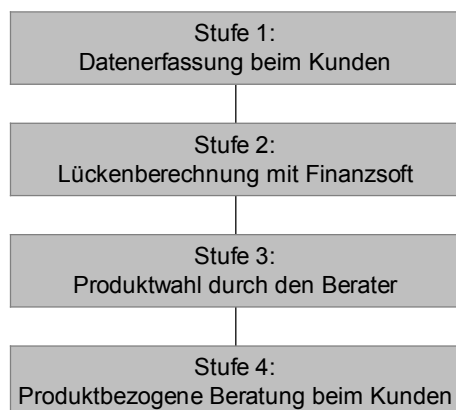 Stufe 1:
Datenerfassung beim Kunden
Stufe 2:
Lückenberechnung mit Finanzsoft
Stufe 3:
Produktwahl durch den Berater
Stufe 4:
Produktbezogene Beratung beim Kunden